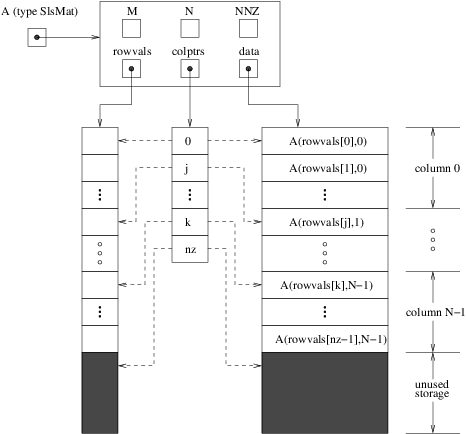 A (type SlsMat)
M N NNZ
rowvals colptrs data
0 A(rowvals[0],0)
j A(rowvals[1],0)
column 0
k A(rowvals[j],1)
nz
A(rowvals[k],N−1)
column N−1
A(rowvals[nz−1],N−1)
unused
storage